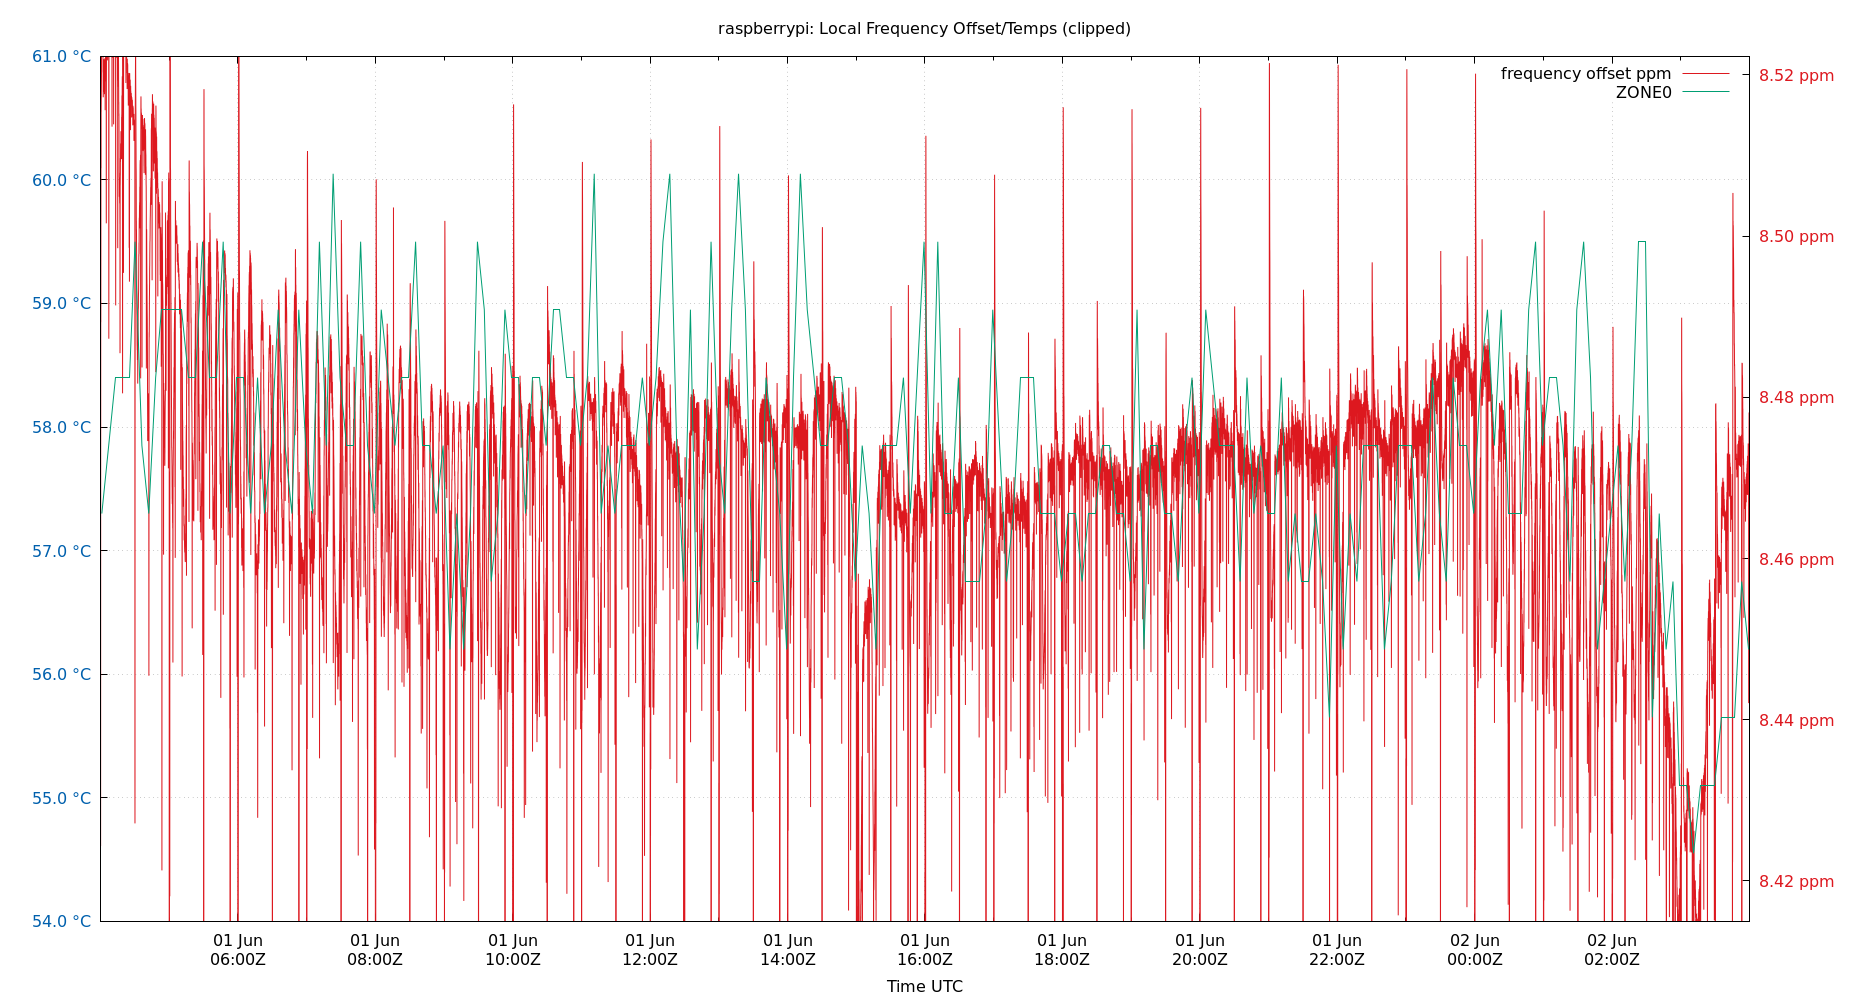 raspberrypi: Local Frequency Offset/Temps (clipped)
61.0 °C
60.0 °C
59.0 °C
58.0 °C
57.0 °C
56.0 °C
55.0 °C
54.0 °C
frequency offset ppm
ZONE0
8.52 ppm
8.50 ppm
8.48 ppm
8.46 ppm
8.44 ppm
8.42 ppm
01 Jun
06:00Z
01 Jun
08:00Z
01 Jun
10:00Z
01 Jun
12:00Z
01 Jun
14:00Z
01 Jun
16:00Z
01 Jun
18:00Z
01 Jun
20:00Z
01 Jun
22:00Z
02 Jun
00:00Z
02 Jun
02:00Z
Time UTC